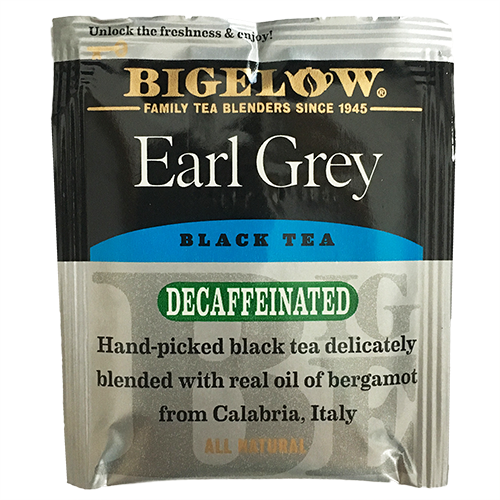 Unlock the freshness & enjoy!
BIGELOW®
FAMILY TEA BLENDERS SINCE 1945
Earl Grey
BLACK TEA
DECAFFEINATED
Hand-picked black tea delicately
blended with real oil of bergamot
from Calabria, Italy
ALL NATURAL